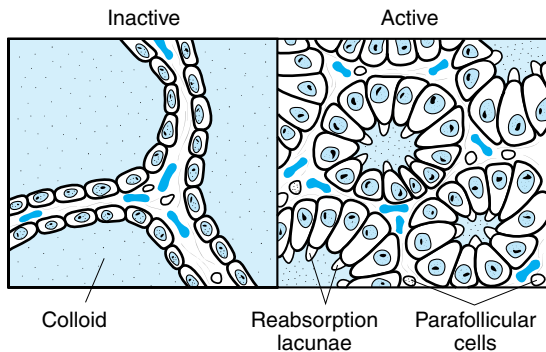 Inactive
Active
Colloid
Reabsorption
lacunae
Parafollicular
cells